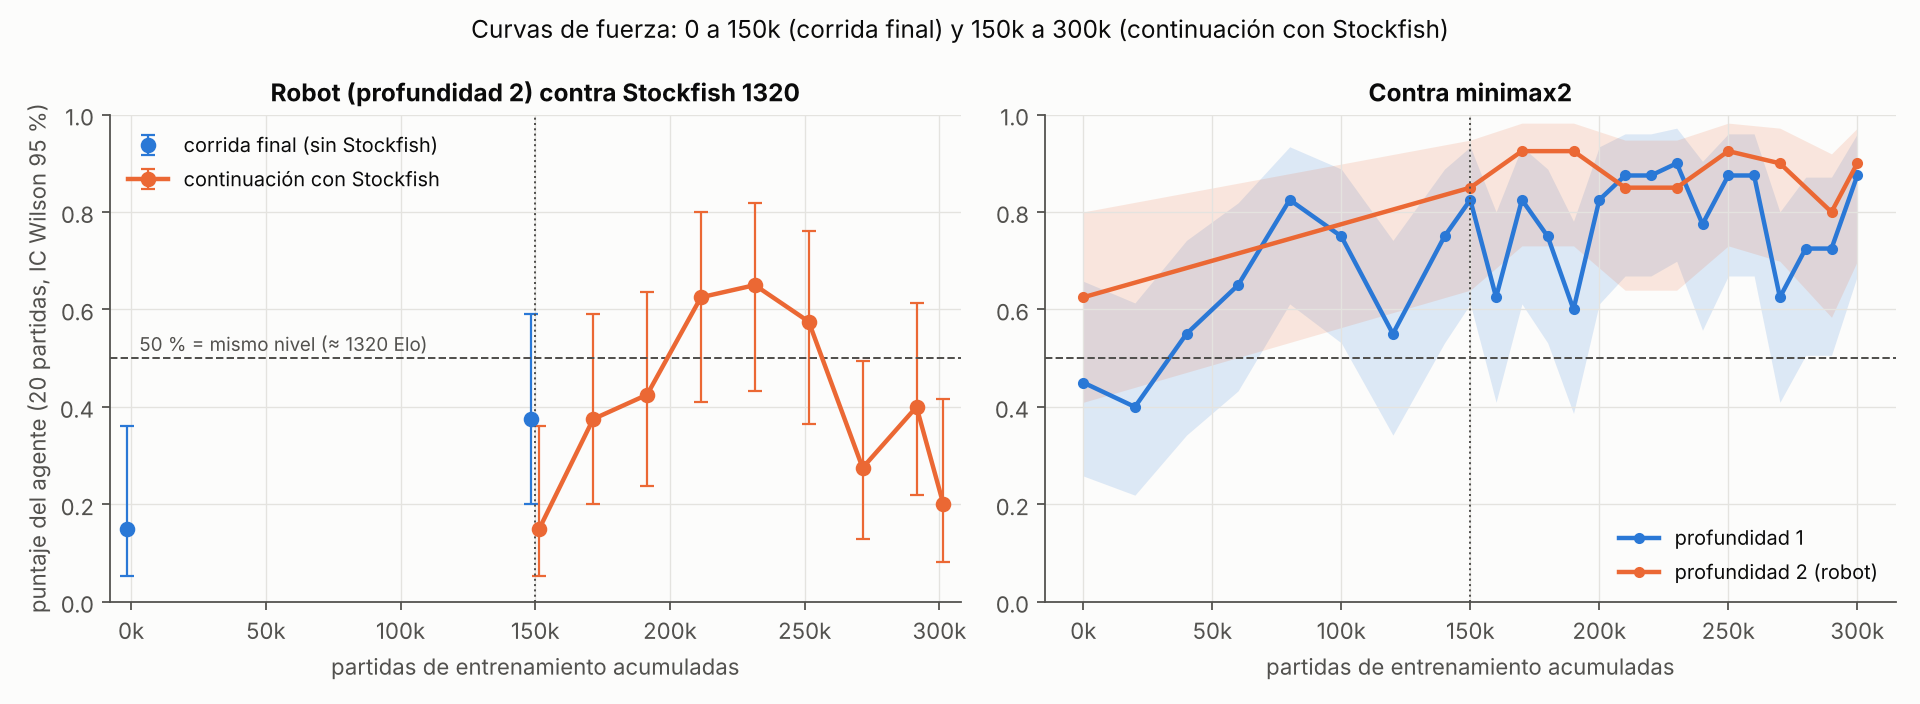 Curvas de fuerza: 0 a 150k (corrida final) y 150k a 300k (continuación con Stockfish)
Robot (profundidad 2) contra Stockfish 1320
puntaje del agente (20 partidas, IC Wilson 95 %)
1.0
0.8
0.6
0.4
0.2
0.0
corrida final (sin Stockfish)
continuación con Stockfish
50 % = mismo nivel (≈ 1320 Elo)
0k 50k 100k 150k 200k 250k 300k
partidas de entrenamiento acumuladas
Contra minimax2
1.0
0.8
0.6
0.4
0.2
0.0
profundidad 1
profundidad 2 (robot)
0k 50k 100k 150k 200k 250k 300k
partidas de entrenamiento acumuladas